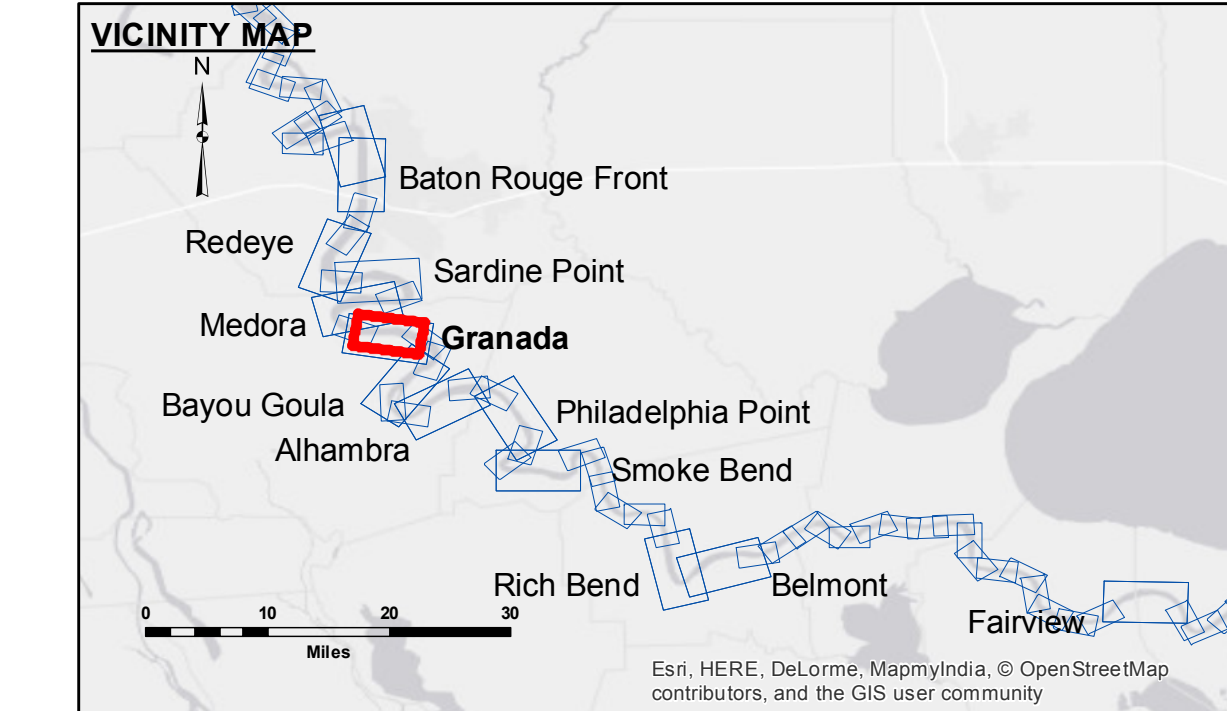 VICINITY MAP
N
Baton Rouge Front
Redeye
Sardine Point
Medora
Granada
Bayou Goula
Philadelphia Point
Alhambra
Smoke Bend
Rich Bend
Belmont
Fairview
0 10 20 30
Miles
Esri, HERE, DeLorme, MapmyIndia, © OpenStreetMap
contributors, and the GIS user community